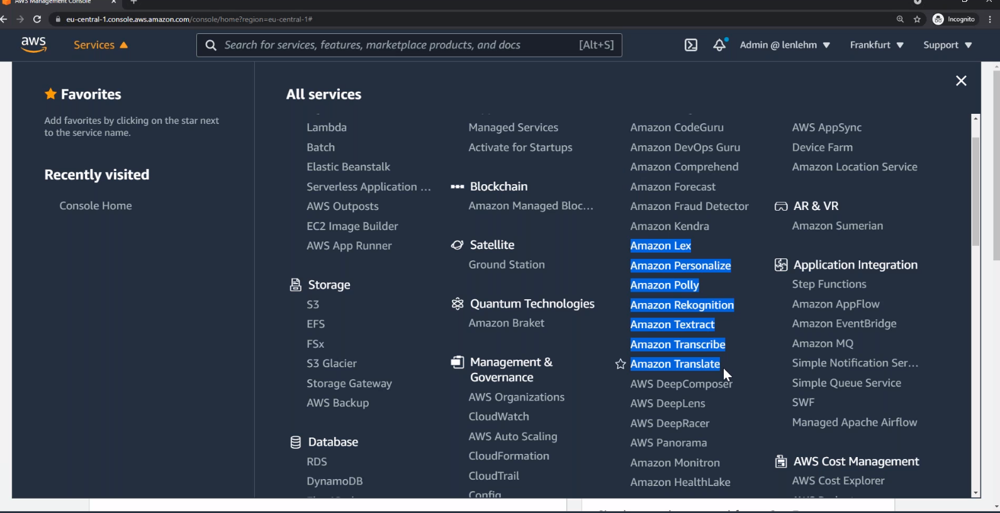 AWS Management Console
eu-central-1.console.aws.amazon.com/console/home?region=eu-central-1#
Incognito
aws
Services
Search for services, features, marketplace products, and docs
[Alt+S]
Admin @ lenlehm
Frankfurt
Support
Favorites
Add favorites by clicking on the star next
to the service name.
Recently visited
Console Home
All services
Lambda
Batch
Elastic Beanstalk
Serverless Application ...
AWS Outposts
EC2 Image Builder
AWS App Runner
Storage
S3
EFS
FSx
S3 Glacier
Storage Gateway
AWS Backup
Database
RDS
DynamoDB
Managed Services
Activate for Startups
Blockchain
Amazon Managed Bloc...
Satellite
Ground Station
Quantum Technologies
Amazon Braket
Management &
Governance
AWS Organizations
CloudWatch
AWS Auto Scaling
CloudFormation
CloudTrail
Config
Amazon CodeGuru
Amazon DevOps Guru
Amazon Comprehend
Amazon Forecast
Amazon Fraud Detector
Amazon Kendra
Amazon Lex
Amazon Personalize
Amazon Polly
Amazon Rekognition
Amazon Textract
Amazon Transcribe
Amazon Translate
AWS DeepComposer
AWS DeepLens
AWS DeepRacer
AWS Panorama
Amazon Monitron
Amazon HealthLake
AWS AppSync
Device Farm
Amazon Location Service
AR & VR
Amazon Sumerian
Application Integration
Step Functions
Amazon AppFlow
Amazon EventBridge
Amazon MQ
Simple Notification Ser...
Simple Queue Service
SWF
Managed Apache Airflow
AWS Cost Management
AWS Cost Explorer